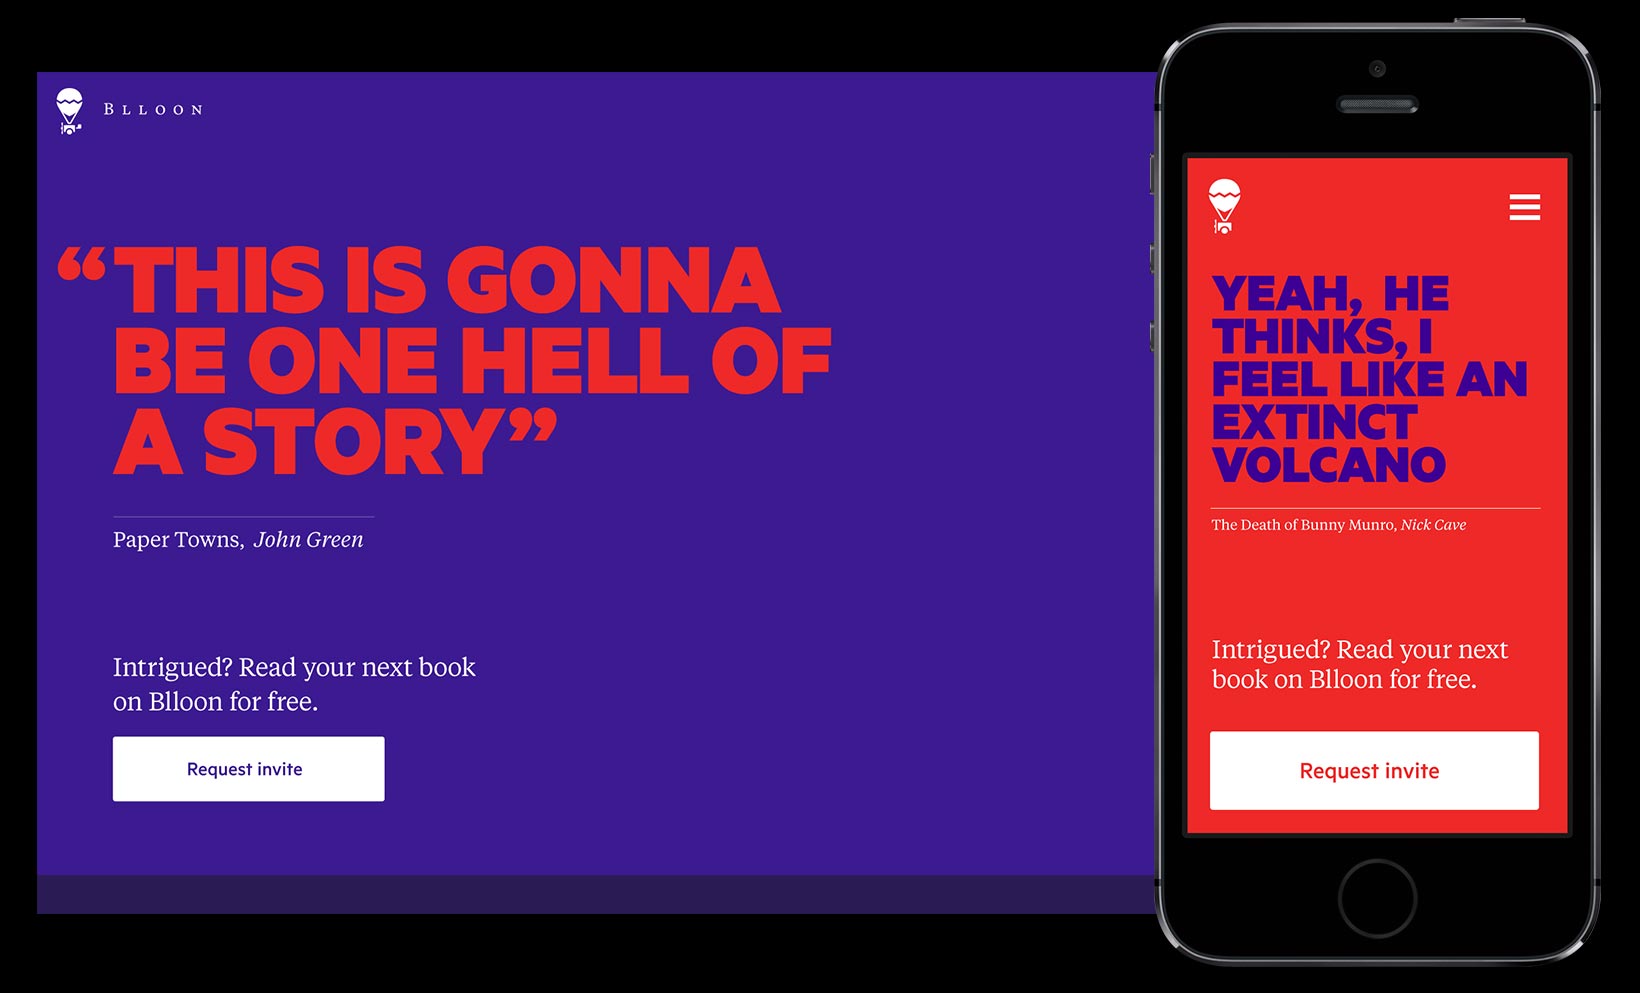 Blloon
“THIS IS GONNA
BE ONE HELL OF
A STORY”
Paper Towns, John Green
Intrigued? Read your next book
on Blloon for free.
Request invite
YEAH, HE
THINKS, I
FEEL LIKE AN
EXTINCT
VOLCANO
The Death of Bunny Munro, Nick Cave
Intrigued? Read your next
book on Blloon for free.
Request invite